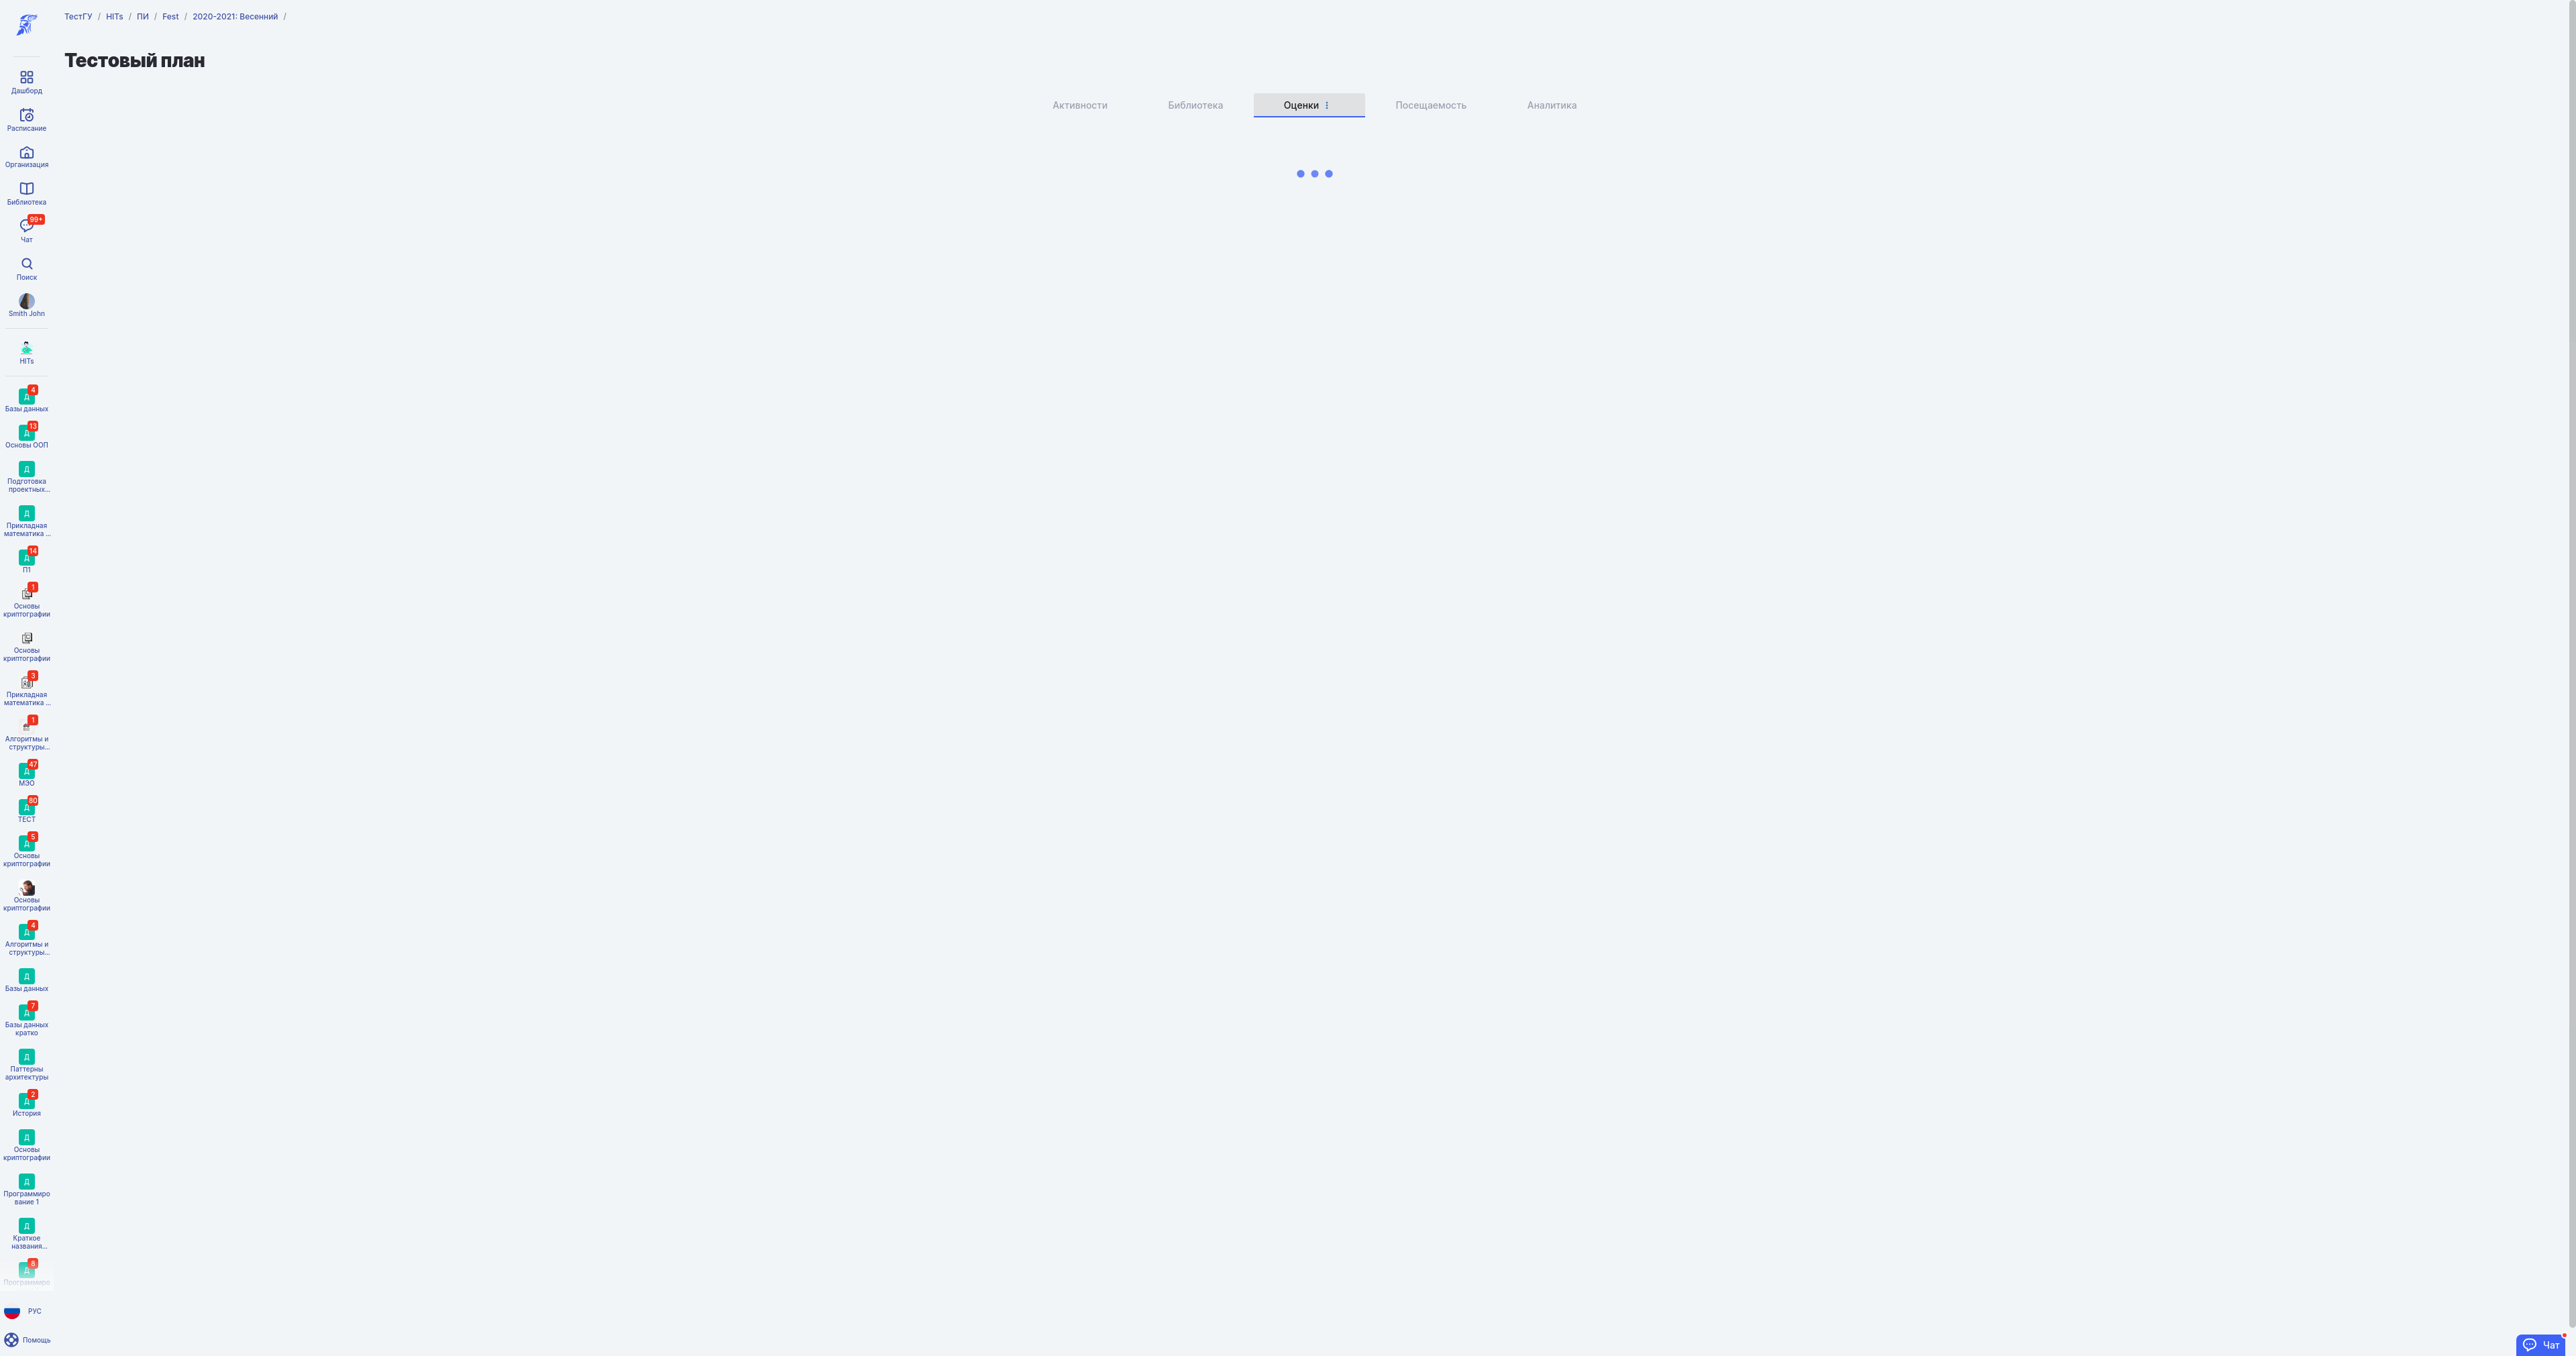 ТестГУ / HITs / ПИ / Fest / 2020-2021: Весенний /
Тестовый план
Активности
Библиотека
Оценки
Посещаемость
Аналитика
Дашборд
Расписание
Организация
Библиотека
99+
Чат
Поиск
Smith John
HITs
4
Д
Базы данных
13
Д
Основы ООП
Д
Подготовка
проектных...
Д
Прикладная
математика ...
14
Д
П1
1
Основы
криптографии
Основы
криптографии
3
Прикладная
математика ...
1
Алгоритмы и
структуры...
47
Д
МЭО
80
Д
ТЕСТ
5
Д
Основы
криптографии
Основы
криптографии
4
Д
Алгоритмы и
структуры...
Д
Базы данных
7
Д
Базы данных
кратко
Д
Паттерны
архитектуры
2
Д
История
Д
Основы
криптографии
Д
Программиро
вание 1
Д
Краткое
названия...
8
Д
Программиро
РУС
Помощь
Чат